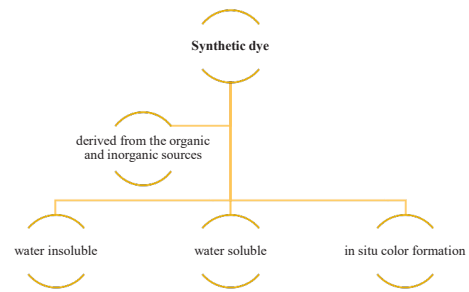 Synthetic dye
derived from the organic
and inorganic sources
water insoluble
water soluble
in situ color formation